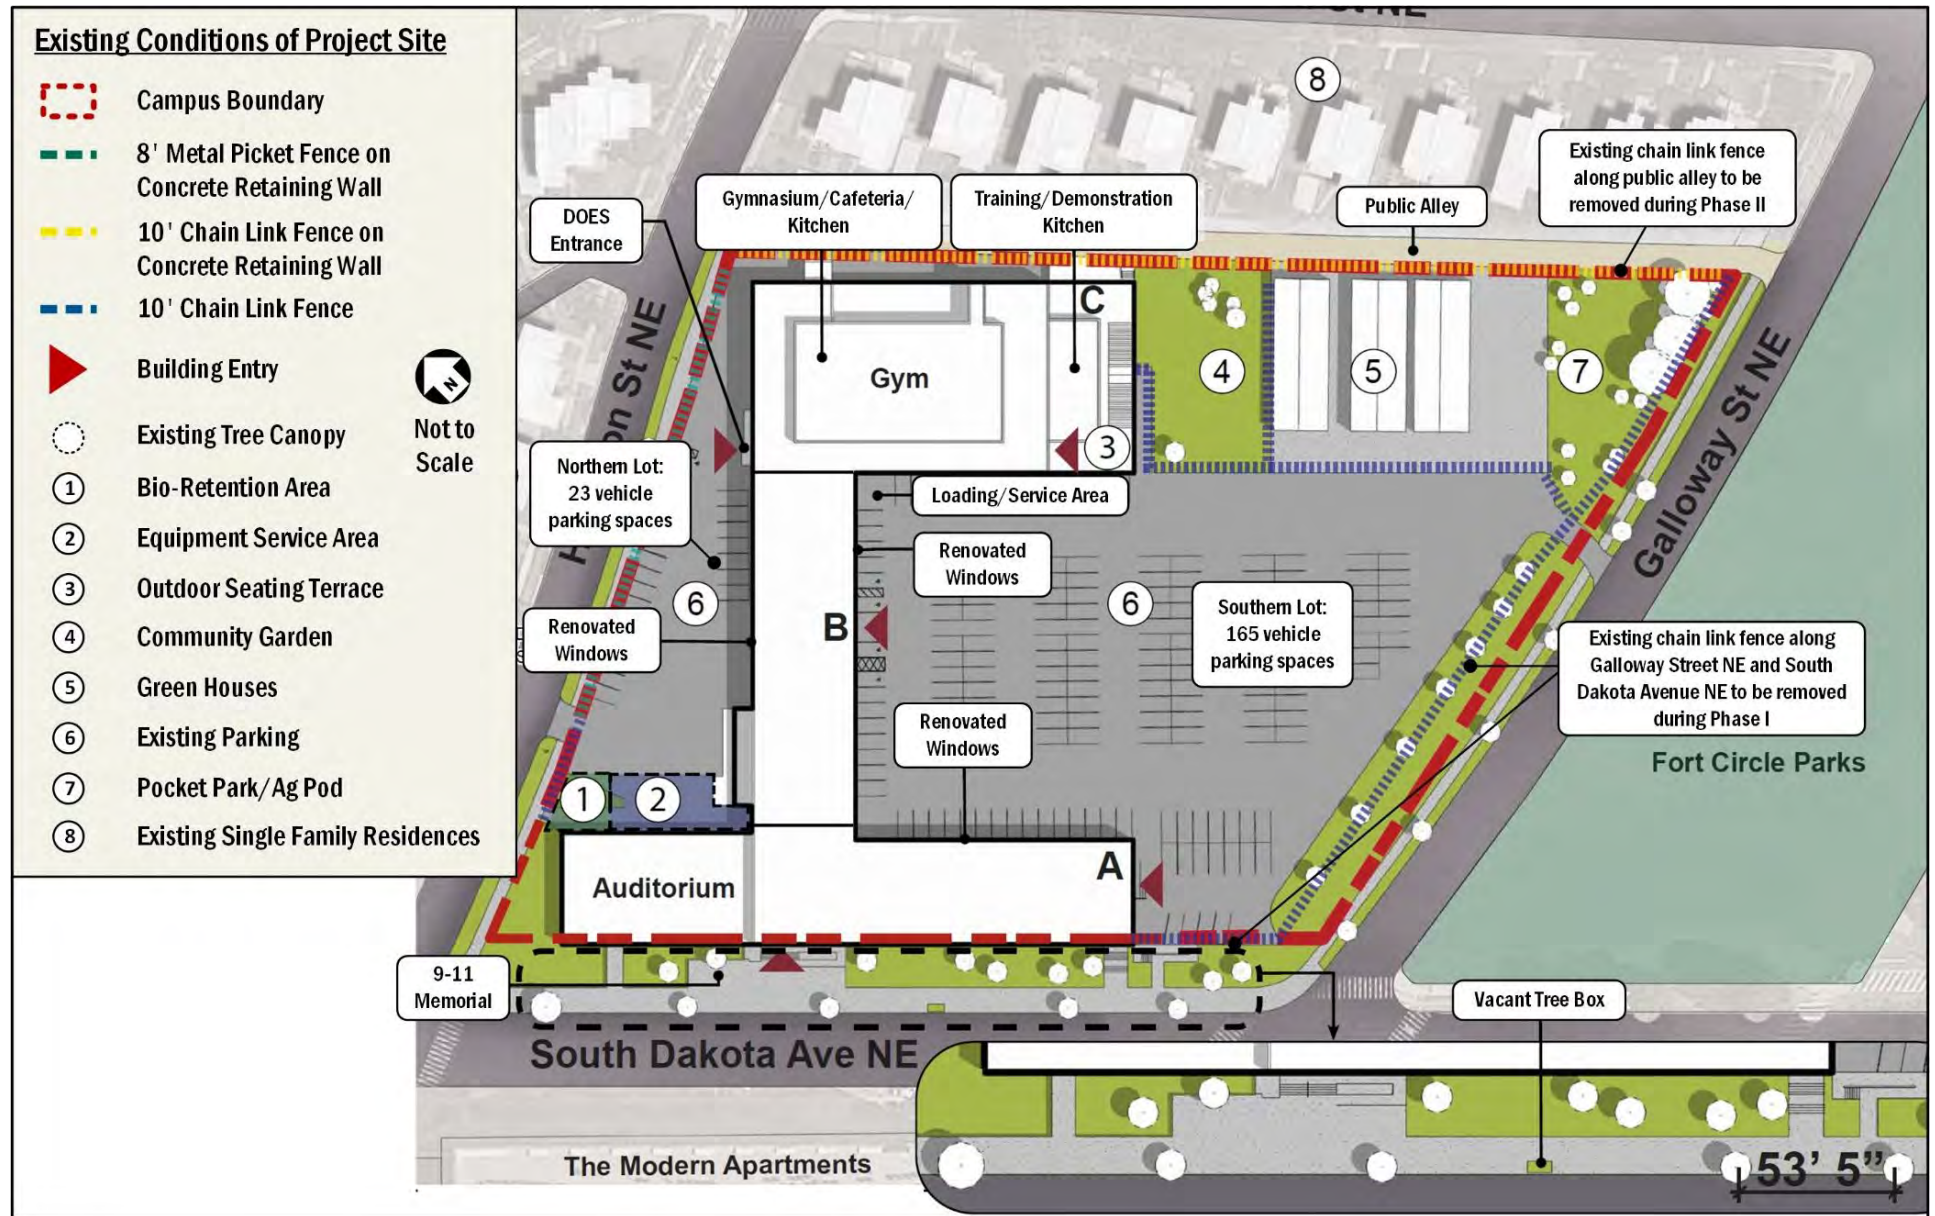 Existing Conditions of Project Site
Campus Boundary
8' Metal Picket Fence on
Concrete Retaining Wall
10' Chain Link Fence on
Concrete Retaining Wall
10' Chain Link Fence
Building Entry
N
Not to
Scale
Existing Tree Canopy
1 Bio-Retention Area
2 Equipment Service Area
3 Outdoor Seating Terrace
4 Community Garden
5 Green Houses
6 Existing Parking
7 Pocket Park/Ag Pod
8 Existing Single Family Residences
St NE
8
Existing chain link fence
along public alley to be
removed during Phase II
DOES
Entrance
Gymnasium/Cafeteria/
Kitchen
Training/Demonstration
Kitchen
Public Alley
C
Gym
3
4
5
7
on St NE
Galloway St NE
Northern Lot:
23 vehicle
parking spaces
Loading/Service Area
Renovated
Windows
6
B
6
Southern Lot:
165 vehicle
parking spaces
Renovated
Windows
Existing chain link fence along
Galloway Street NE and South
Dakota Avenue NE to be removed
during Phase I
Renovated
Windows
Fort Circle Parks
1
2
A
Auditorium
9-11
Memorial
Vacant Tree Box
South Dakota Ave NE
The Modern Apartments
53' 5”